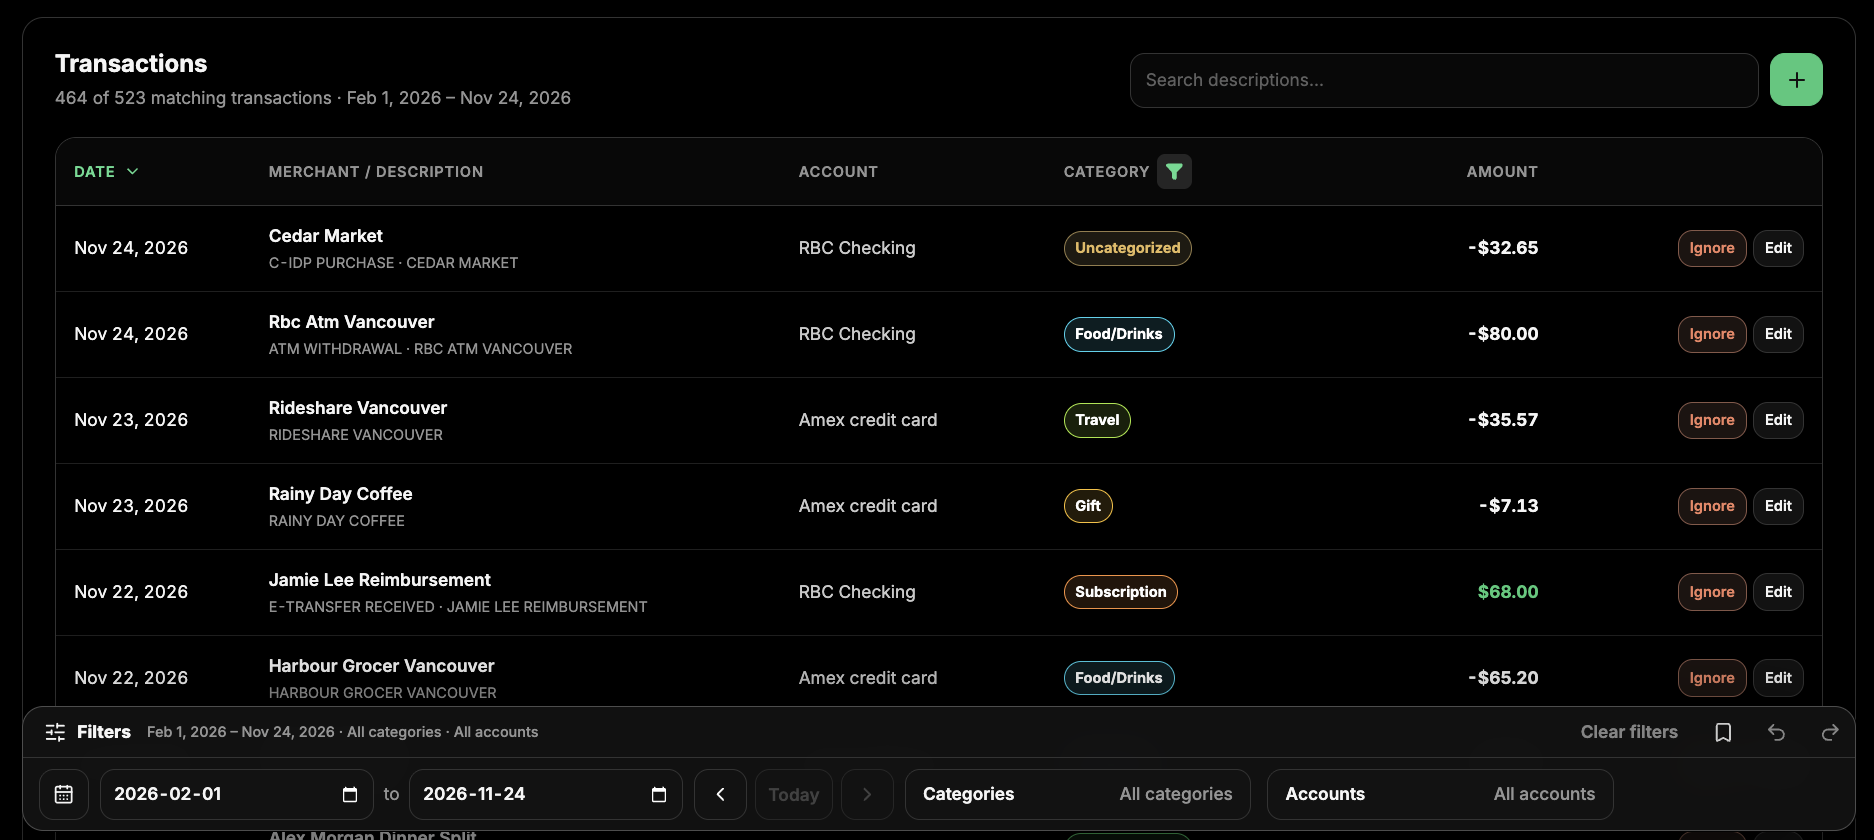 Transactions
464 of 523 matching transactions · Feb 1, 2026 – Nov 24, 2026
Search descriptions...
DATE MERCHANT / DESCRIPTION ACCOUNT CATEGORY AMOUNT
Nov 24, 2026 Cedar Market RBC Checking Uncategorized -$32.65 Ignore Edit
C-IDP PURCHASE · CEDAR MARKET
Nov 24, 2026 Rbc Atm Vancouver RBC Checking Food/Drinks -$80.00 Ignore Edit
ATM WITHDRAWAL · RBC ATM VANCOUVER
Nov 23, 2026 Rideshare Vancouver Amex credit card Travel -$35.57 Ignore Edit
RIDESHARE VANCOUVER
Nov 23, 2026 Rainy Day Coffee Amex credit card Gift -$7.13 Ignore Edit
RAINY DAY COFFEE
Nov 22, 2026 Jamie Lee Reimbursement RBC Checking Subscription $68.00 Ignore Edit
E-TRANSFER RECEIVED · JAMIE LEE REIMBURSEMENT
Nov 22, 2026 Harbour Grocer Vancouver Amex credit card Food/Drinks -$65.20 Ignore Edit
HARBOUR GROCER VANCOUVER
Filters Feb 1, 2026 – Nov 24, 2026 · All categories · All accounts Clear filters
2026-02-01 to 2026-11-24 Today Categories All categories Accounts All accounts
Alex Morgan Dinner Split